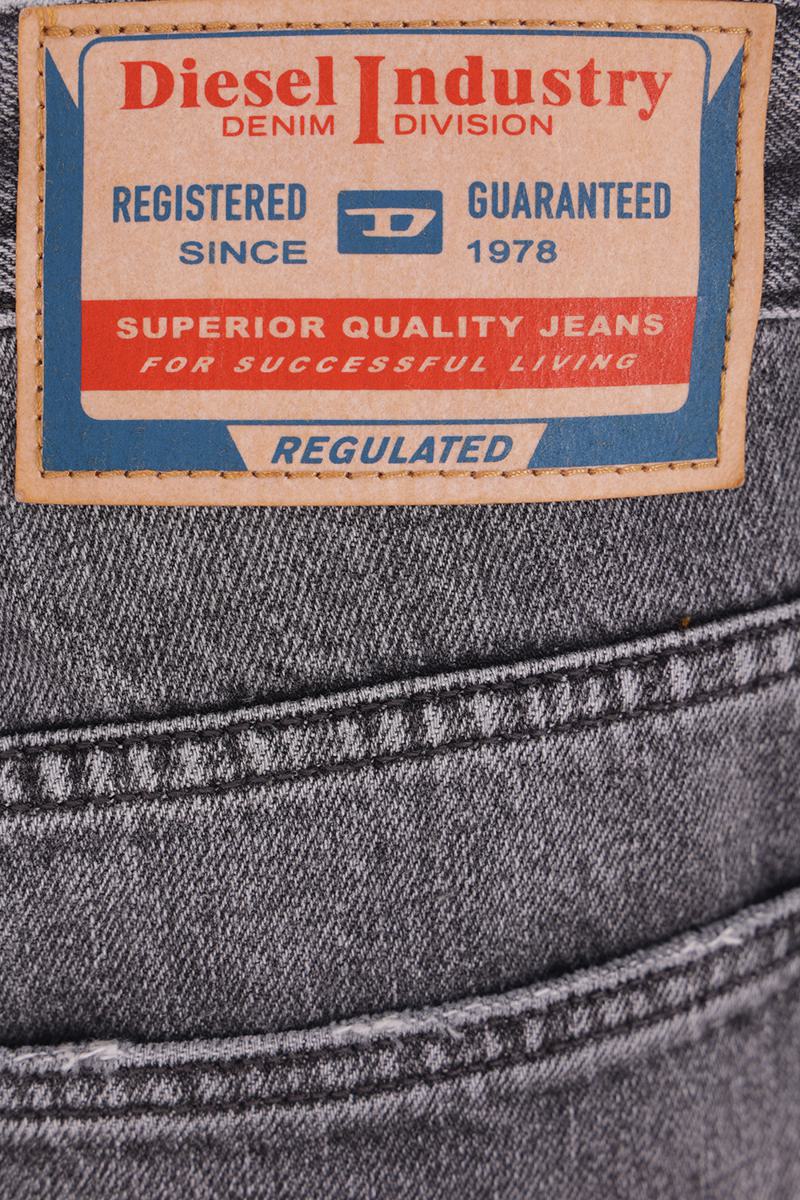 Diesel Industry
DENIM DIVISION
REGISTERED D GUARANTEED
SINCE 1978
SUPERIOR QUALITY JEANS
FOR SUCCESSFUL LIVING
REGULATED